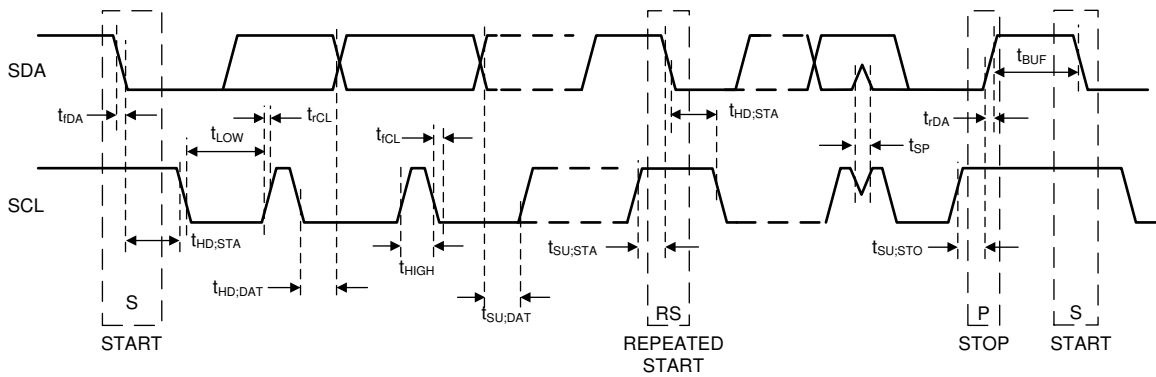 SDA
t_BUF
t_fDA
t_LOW
t_rCL
t_fCL
t_HD;STA
t_rDA
t_SP
SCL
t_HD;STA
t_HIGH
t_SU;STA
t_SU;STO
t_HD;DAT
t_SU;DAT
S
RS
P
S
START
REPEATED
START
STOP
START